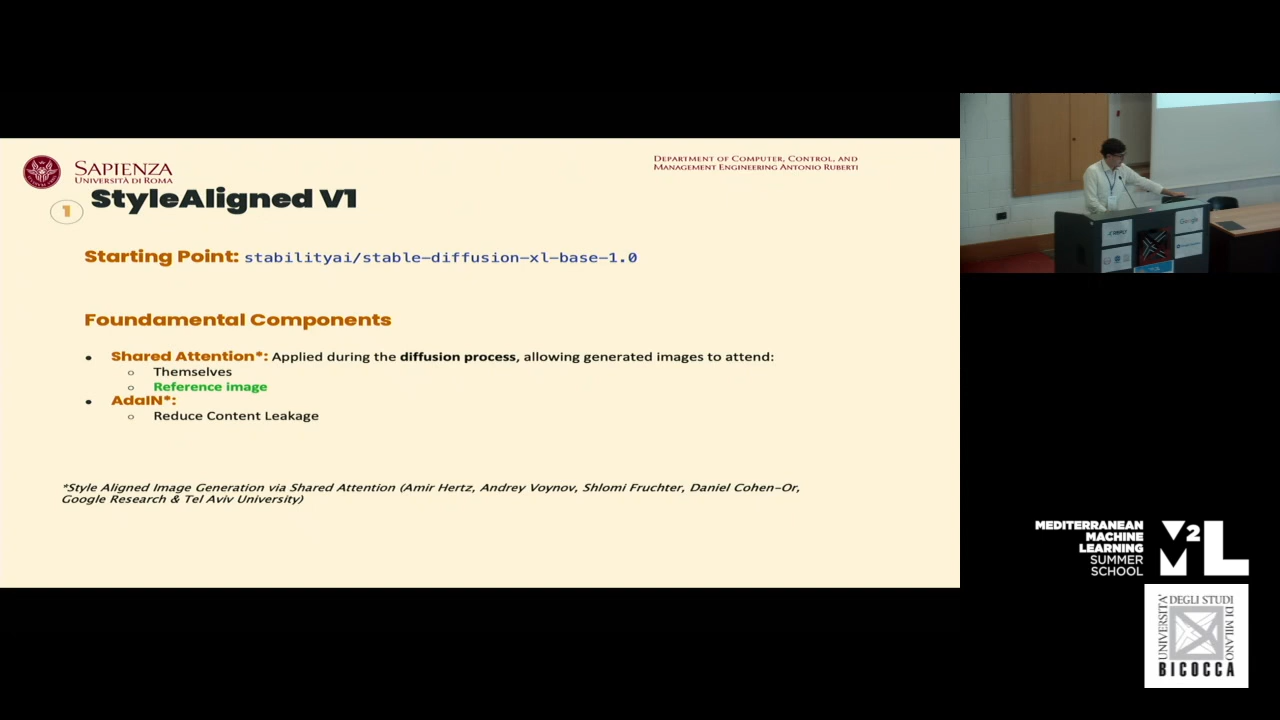 SAPIENZA
UNIVERSITÀ DI ROMA
DEPARTMENT OF COMPUTER, CONTROL, AND
MANAGEMENT ENGINEERING ANTONIO RUBERTI
1
StyleAligned V1
Starting Point: stabilityai/stable-diffusion-xl-base-1.0
Foundamental Components
Shared Attention*: Applied during the diffusion process, allowing generated images to attend:
Themselves
Reference image
AdaIN*:
Reduce Content Leakage
*Style Aligned Image Generation via Shared Attention (Amir Hertz, Andrey Voynov, Shlomi Fruchter, Daniel Cohen-Or,
Google Research & Tel Aviv University)
Google
MEDITERRANEAN
MACHINE
LEARNING
SUMMER
SCHOOL
M2L
UNIVERSITÀ
DEGLI STUDI
DI MILANO
BICOCCA